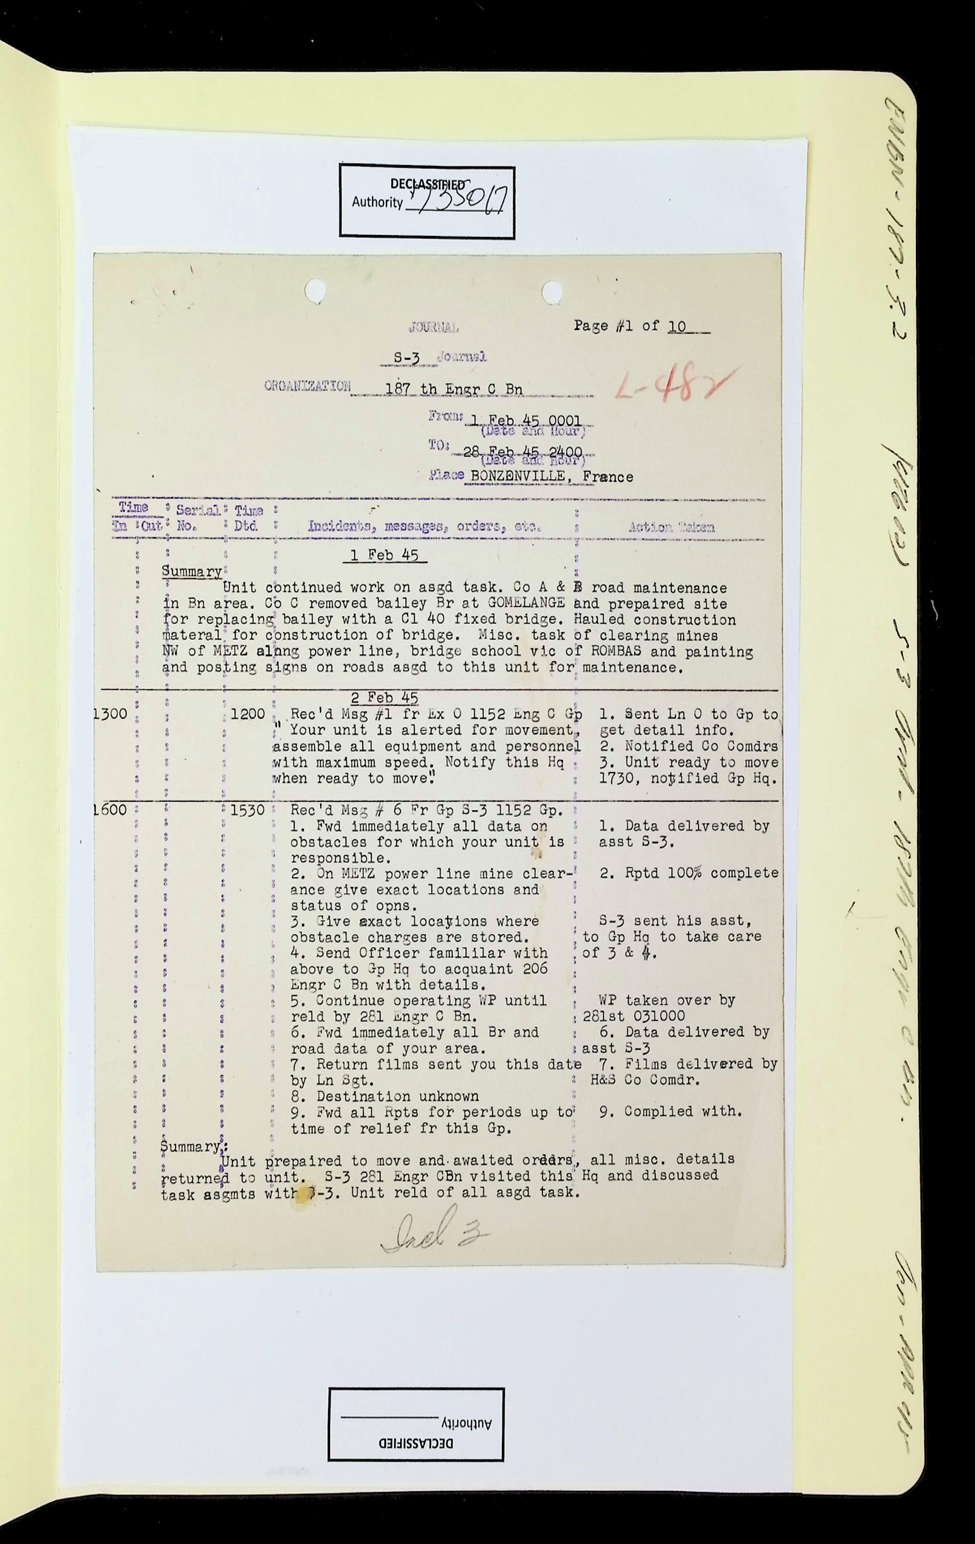 DECLASSIFIED
Authority 735017
JOURNAL
Page #1 of 10
S-3 Journal
ORGANIZATION 187 th Engr C Bn
L-482
From: 1 Feb 45 0001
(Date and Hour)
TO: 28 Feb 45 2400
(Date and Hour)
Place BONZENVILLE, France
Time Serial Time
In Out No. Dtd. Incidents, messages, orders, etc. Action Taken
1 Feb 45
Summary
Unit continued work on asgd task. Co A & B road maintenance
in Bn area. Co C removed bailey Br at GOMELANGE and prepaired site
for replacing bailey with a Cl 40 fixed bridge. Hauled construction
materal for construction of bridge. Misc. task of clearing mines
NW of METZ alang power line, bridge school vic of ROMBAS and painting
and posting signs on roads asgd to this unit for maintenance.
2 Feb 45
1300 1200 Rec'd Msg #1 fr Ex O 1152 Eng C Gp 1. Sent Ln O to Gp to
" Your unit is alerted for movement, get detail info.
assemble all equipment and personnel 2. Notified Co Comdrs
with maximum speed. Notify this Hq 3. Unit ready to move
when ready to move." 1730, notified Gp Hq.
1600 1530 Rec'd Msg # 6 Fr Gp S-3 1152 Gp.
1. Fwd immediately all data on 1. Data delivered by
obstacles for which your unit is asst S-3.
responsible.
2. On METZ power line mine clear- 2. Rptd 100% complete
ance give exact locations and
status of opns.
3. Give exact locations where S-3 sent his asst,
obstacle charges are stored. to Gp Hq to take care
4. Send Officer famililar with of 3 & 4.
above to Gp Hq to acquaint 206
Engr C Bn with details.
5. Continue operating WP until WP taken over by
reld by 281 Engr C Bn. 281st 031000
6. Fwd immediately all Br and 6. Data delivered by
road data of your area. asst S-3
7. Return films sent you this date 7. Films delivered by
by Ln Sgt. H&S Co Comdr.
8. Destination unknown
9. Fwd all Rpts for periods up to 9. Complied with.
time of relief fr this Gp.
Summary:
Unit prepaired to move and awaited orders, all misc. details
returned to unit. S-3 281 Engr CBn visited this Hq and discussed
task asgmts with S-3. Unit reld of all asgd task.
Incl 3
DECLASSIFIED
Authority
ENBN-187-3.2
S-3 Jrnl. 187th Engr C Bn.
Jan-Apr 45